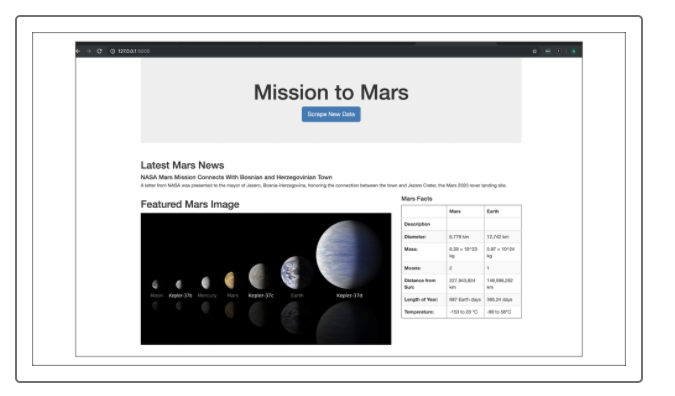 127.0.0.1
Mission to Mars
Scrape New Data
Latest Mars News
NASA Mars Mission Connects With Bosnian and Herzegovinian Town
A letter from NASA was presented to the mayor of Jezero, Bosnia-Herzegovina, honoring the connection between the town and Jezero Crater, the Mars 2020 rover landing site.
Featured Mars Image
Moon Kepler-37b Mercury Mars Kepler-37c Earth Kepler-37d
Mars Facts
Mars Earth
Description
Diameter: 6,779 km 12,742 km
Mass: 6.39 × 10^23 kg 5.97 × 10^24 kg
Moons: 2 1
Distance from Sun: 227,943,824 km 149,598,262 km
Length of Year: 687 Earth days 365.24 days
Temperature: -153 to 20 °C -88 to 58°C